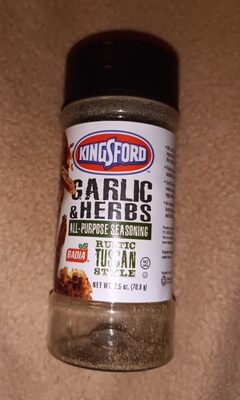 KINGSFORD
GARLIC
& HERBS
ALL-PURPOSE SEASONING
BADIA
RUSTIC
TUSCAN
STYLE
NET WT. 2.5 oz. (70.8 g)